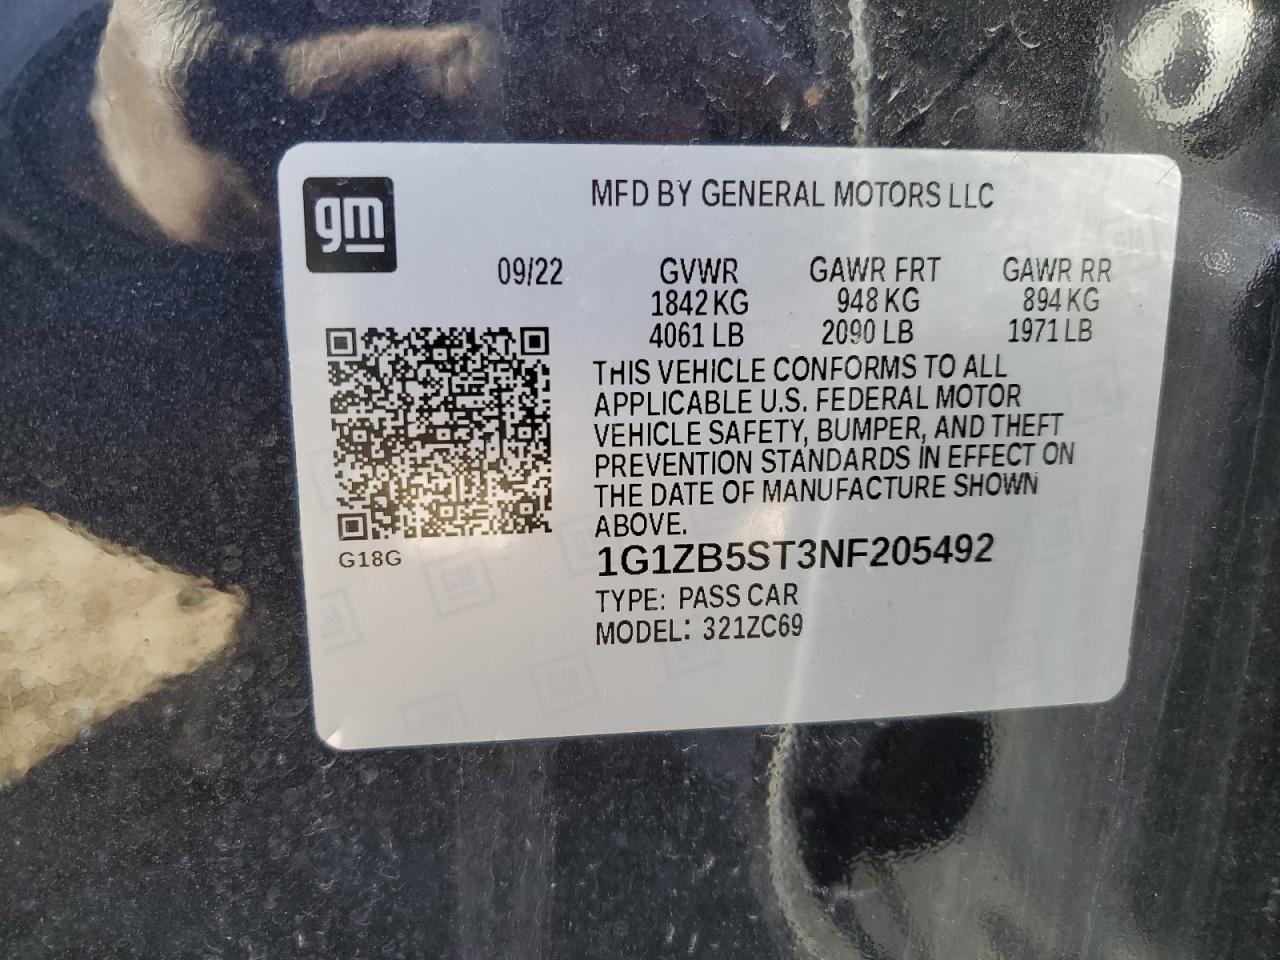 gm
MFD BY GENERAL MOTORS LLC
09/22 GVWR GAWR FRT GAWR RR
1842 KG 948 KG 894 KG
4061 LB 2090 LB 1971 LB
THIS VEHICLE CONFORMS TO ALL
APPLICABLE U.S. FEDERAL MOTOR
VEHICLE SAFETY, BUMPER, AND THEFT
PREVENTION STANDARDS IN EFFECT ON
THE DATE OF MANUFACTURE SHOWN
ABOVE.
G18G
1G1ZB5ST3NF205492
TYPE: PASS CAR
MODEL: 321ZC69